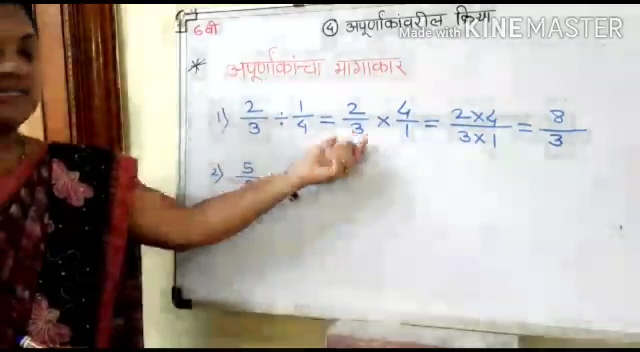 6वी
④ अपूर्णांकांवरील क्रिया
Made with KINEMASTER
* अपूर्णांकांचा भागाकार
1) 2/3 ÷ 1/4 = 2/3 × 4/1 = 2×4/3×1 = 8/3
2) 5